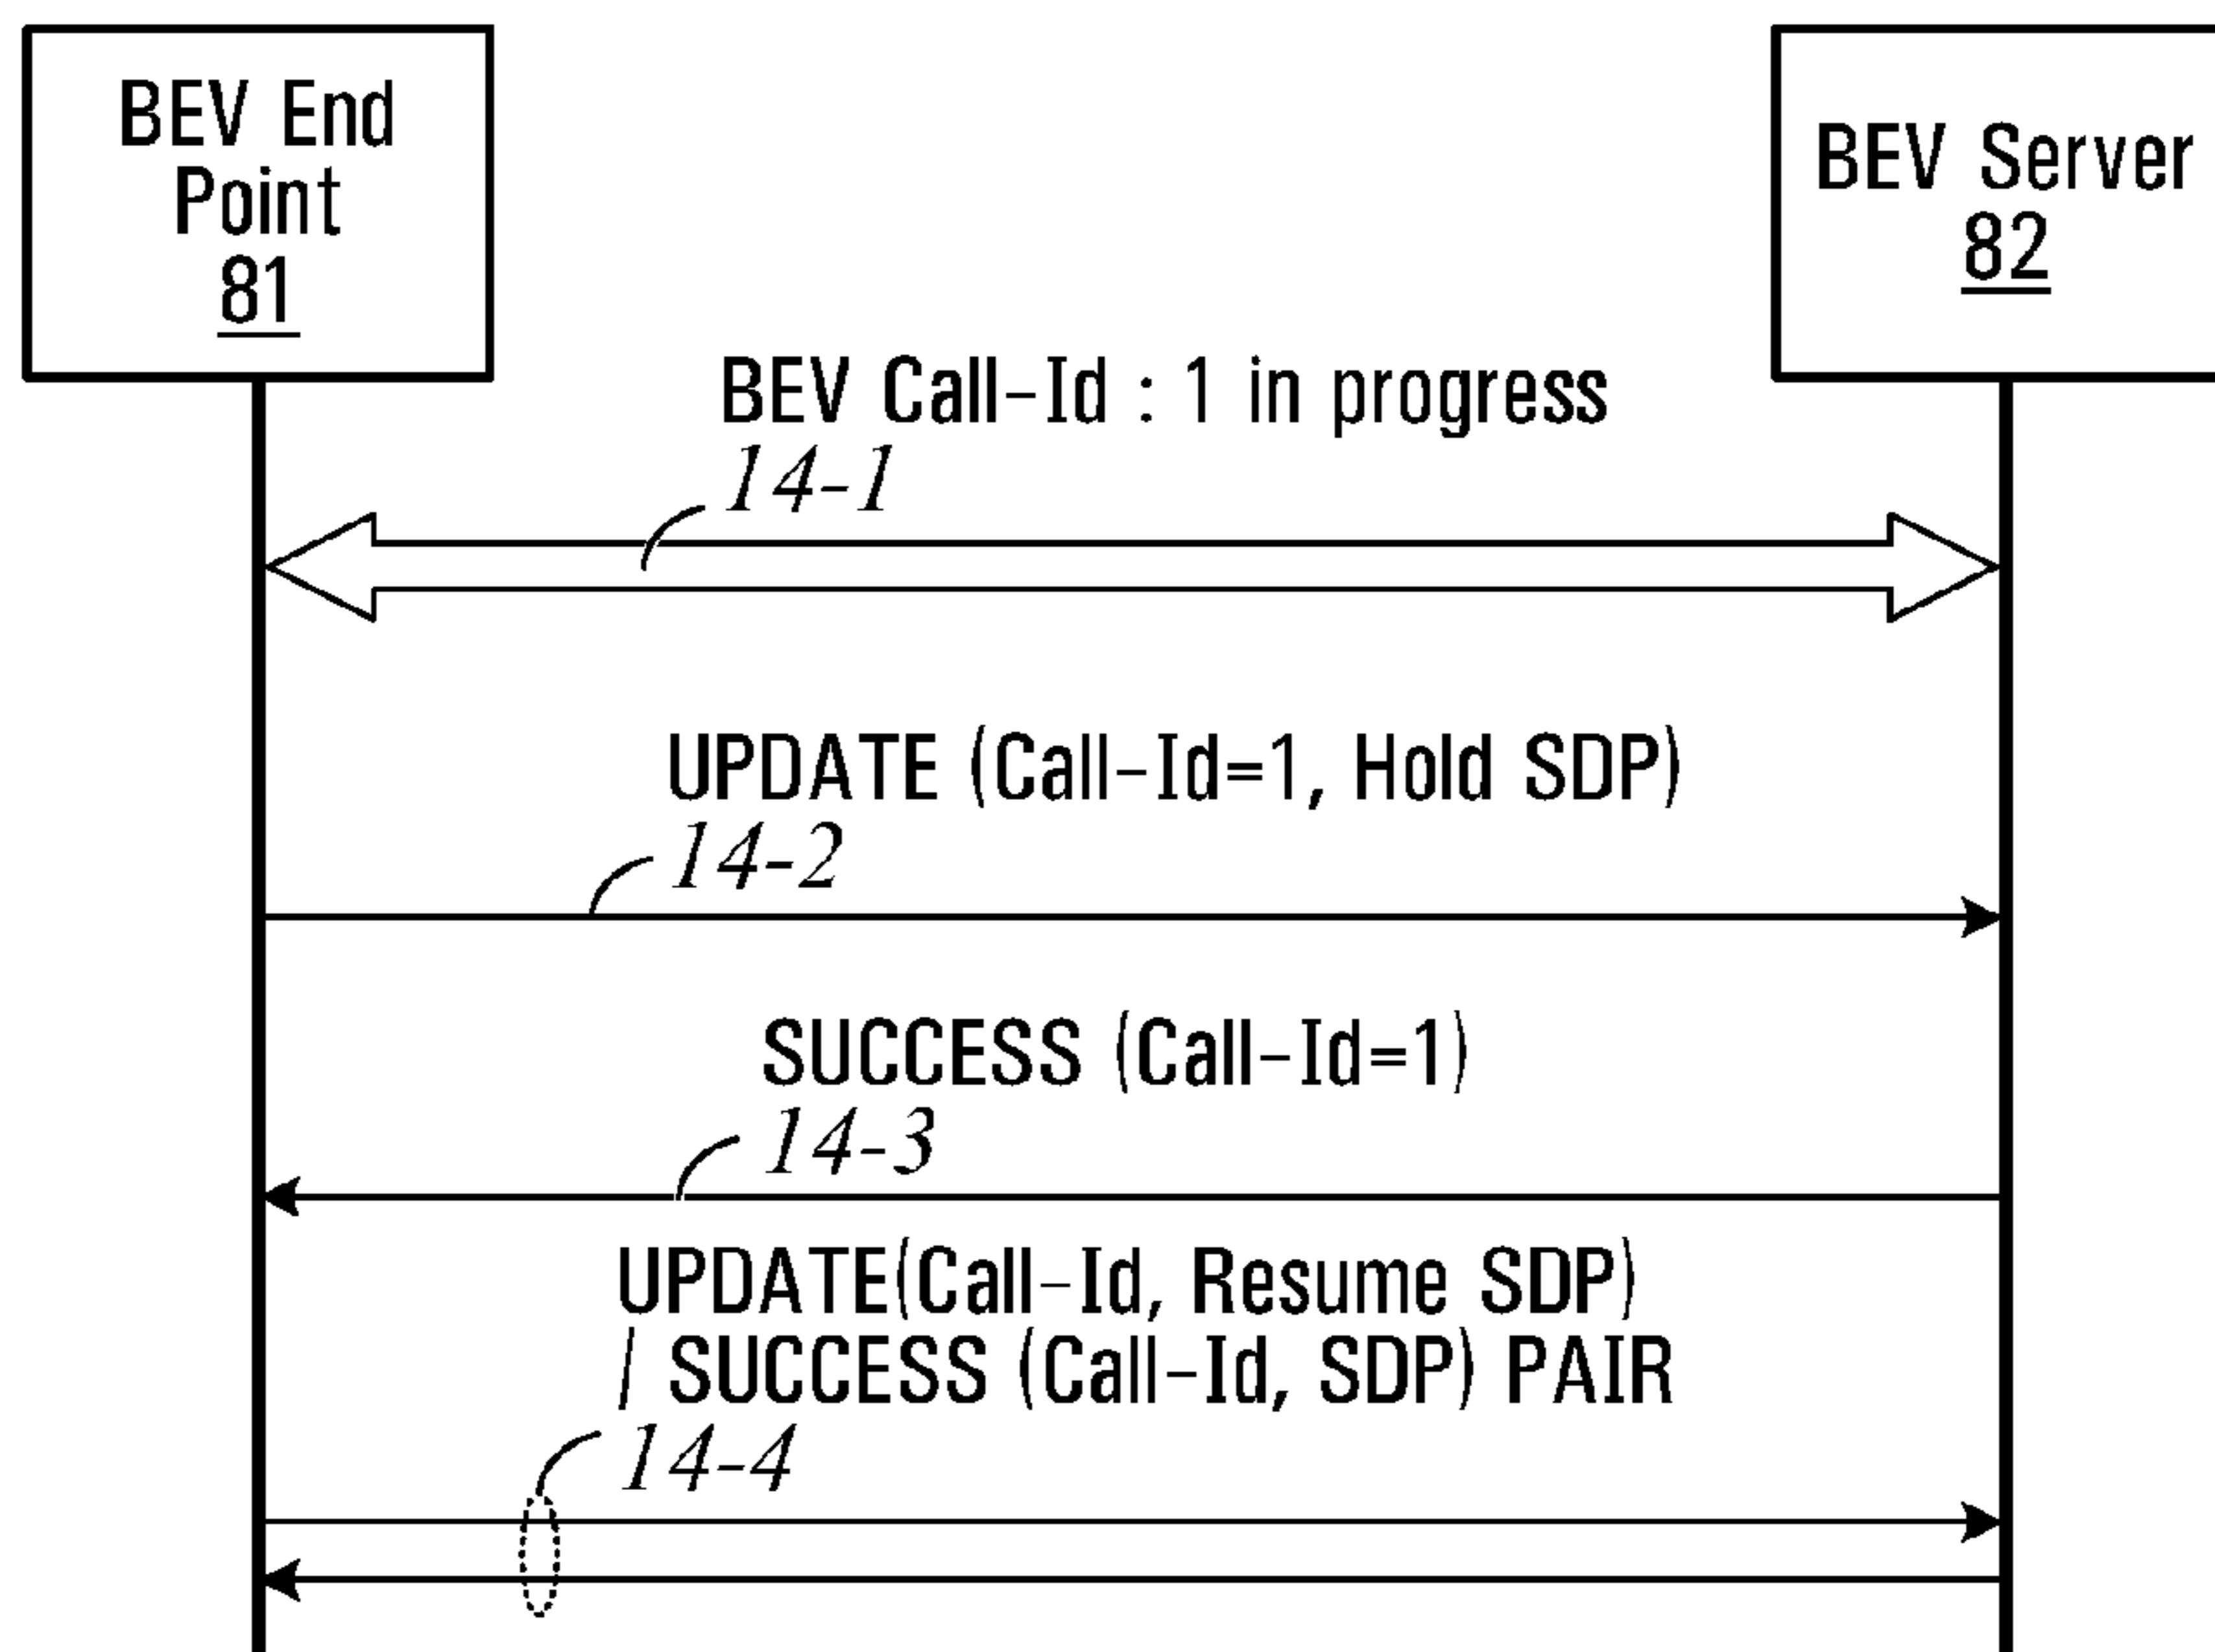 BEV End
Point
81
BEV Server
82
BEV Call-Id : 1 in progress
14-1
UPDATE (Call-Id=1, Hold SDP)
14-2
SUCCESS (Call-Id=1)
14-3
UPDATE(Call-Id, Resume SDP)
/ SUCCESS (Call-Id, SDP) PAIR
14-4